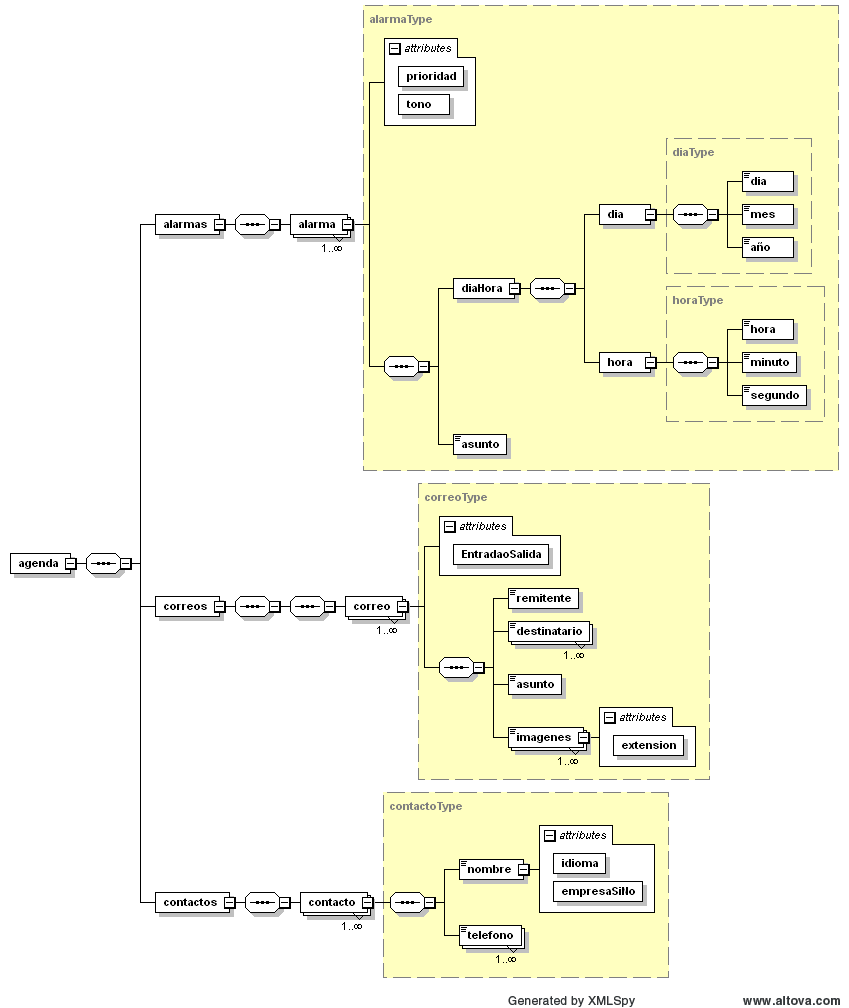 alarmaType
attributes
prioridad
tono
diaType
dia
mes
año
alarmas
alarma
1..∞
dia
diaHora
horaType
hora
minuto
segundo
hora
asunto
correoType
attributes
EntradaoSalida
agenda
correos
correo
1..∞
remitente
destinatario
1..∞
asunto
imagenes
1..∞
attributes
extension
contactoType
attributes
idioma
empresaSiNo
nombre
contactos
contacto
1..∞
telefono
1..∞
Generated by XMLSpy
www.altova.com